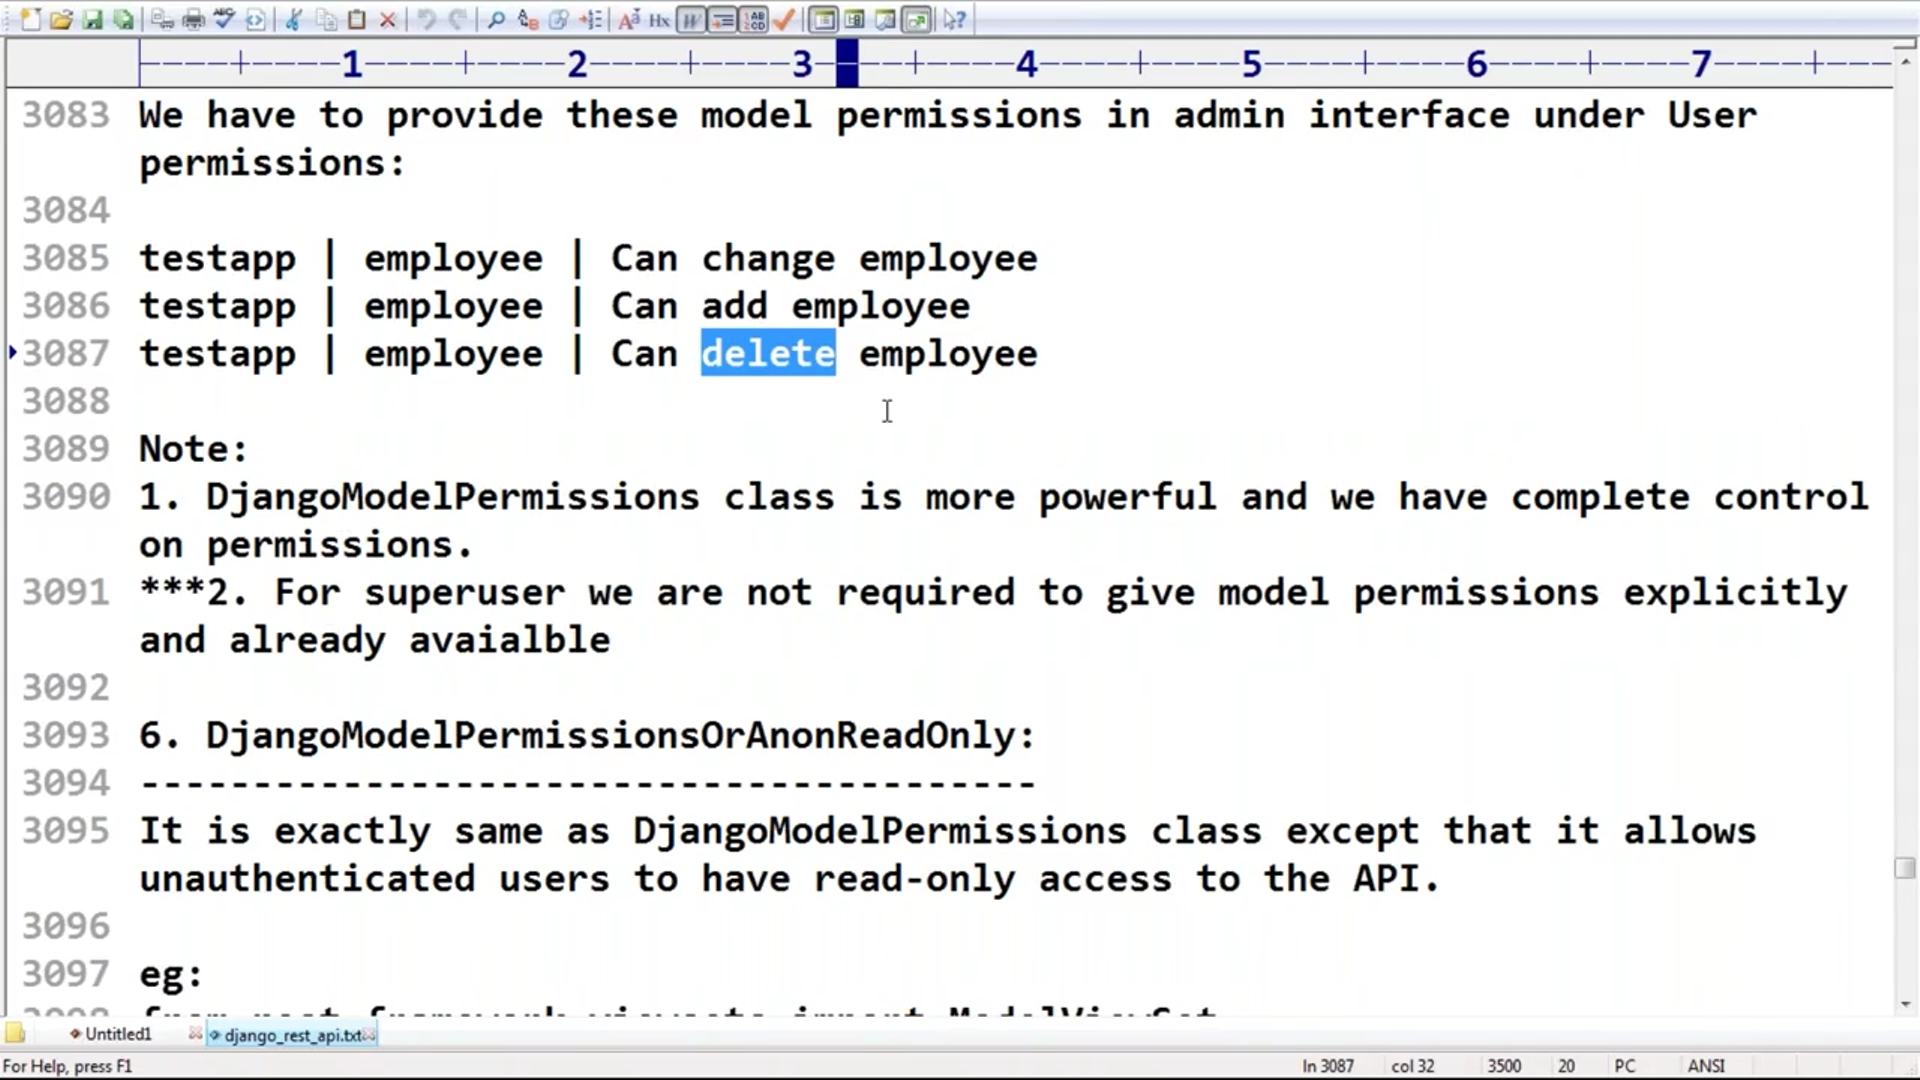 1 2 3 4 5 6 7
3083 We have to provide these model permissions in admin interface under User
permissions:
3084
3085 testapp | employee | Can change employee
3086 testapp | employee | Can add employee
3087 testapp | employee | Can delete employee
3088
3089 Note:
3090 1. DjangoModelPermissions class is more powerful and we have complete control
on permissions.
3091 ***2. For superuser we are not required to give model permissions explicitly
and already avaialble
3092
3093 6. DjangoModelPermissionsOrAnonReadOnly:
3094 ----------------------------------------
3095 It is exactly same as DjangoModelPermissions class except that it allows
unauthenticated users to have read-only access to the API.
3096
3097 eg:
3098 from rest_framework.viewsets import ModelViewSet
Untitled1 django_rest_api.txt
For Help, press F1 ln 3087 col 32 3500 20 PC ANSI